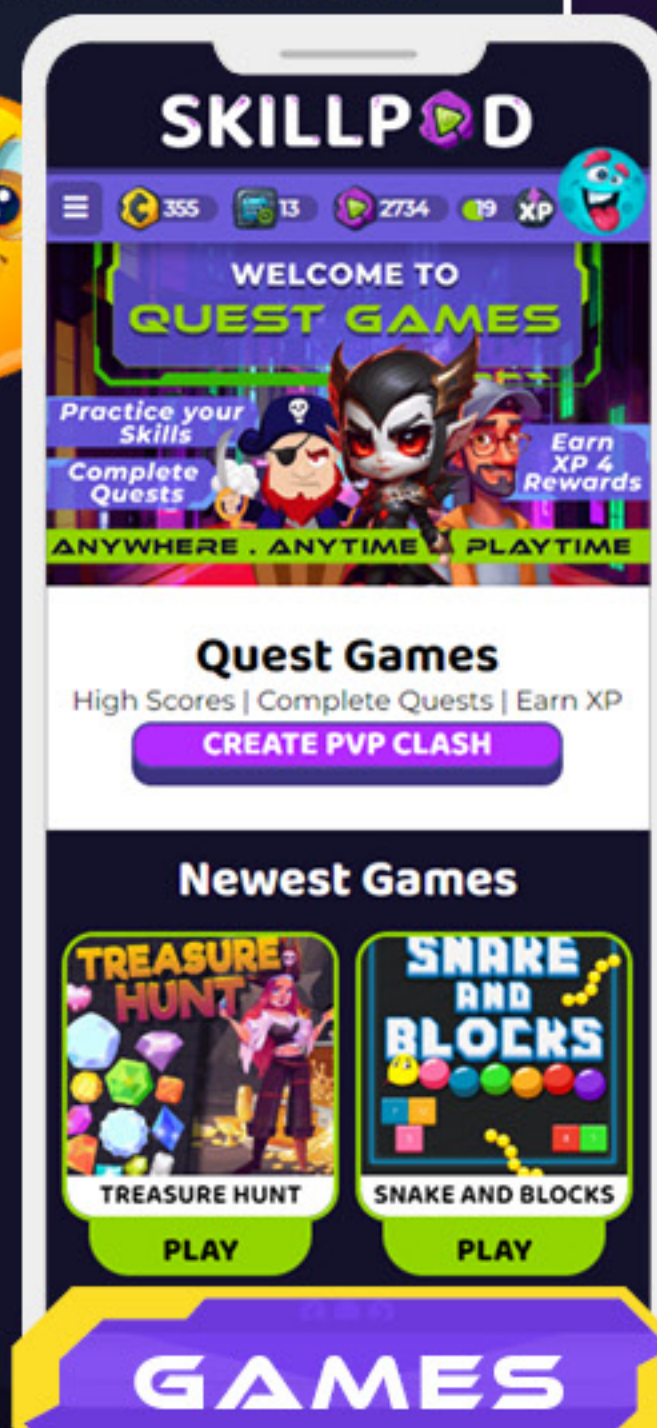 SKILLPOD
355 13 2734 19 XP
WELCOME TO
QUEST GAMES
Practice your
Skills
Complete
Quests
Earn
XP 4
Rewards
ANYWHERE . ANYTIME . PLAYTIME
Quest Games
High Scores | Complete Quests | Earn XP
CREATE PVP CLASH
Newest Games
TREASURE
HUNT
SNAKE
AND
BLOCKS
TREASURE HUNT
SNAKE AND BLOCKS
PLAY
PLAY
GAMES